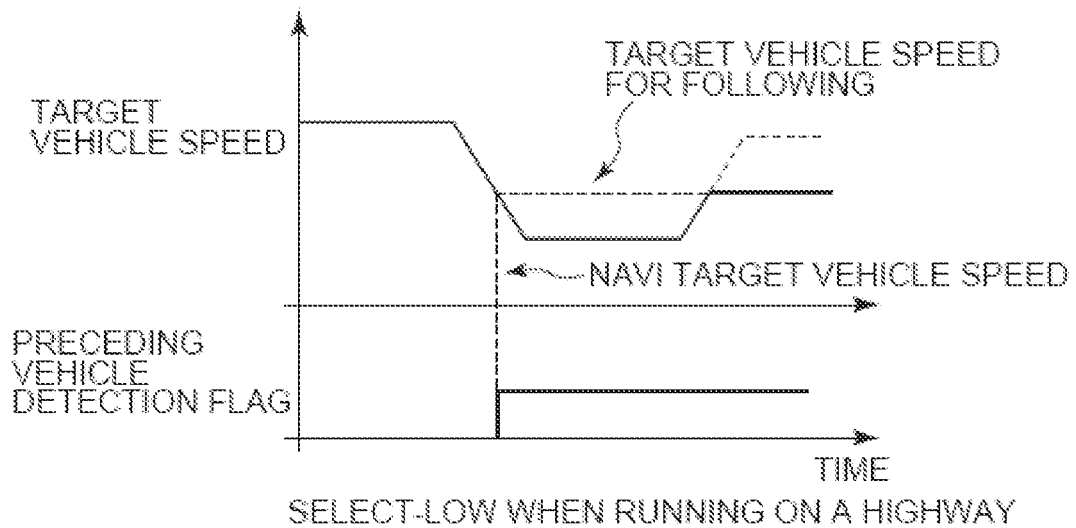 TARGET VEHICLE SPEED
FOR FOLLOWING
TARGET
VEHICLE SPEED
NAVI TARGET VEHICLE SPEED
PRECEDING
VEHICLE
DETECTION FLAG
TIME
SELECT-LOW WHEN RUNNING ON A HIGHWAY